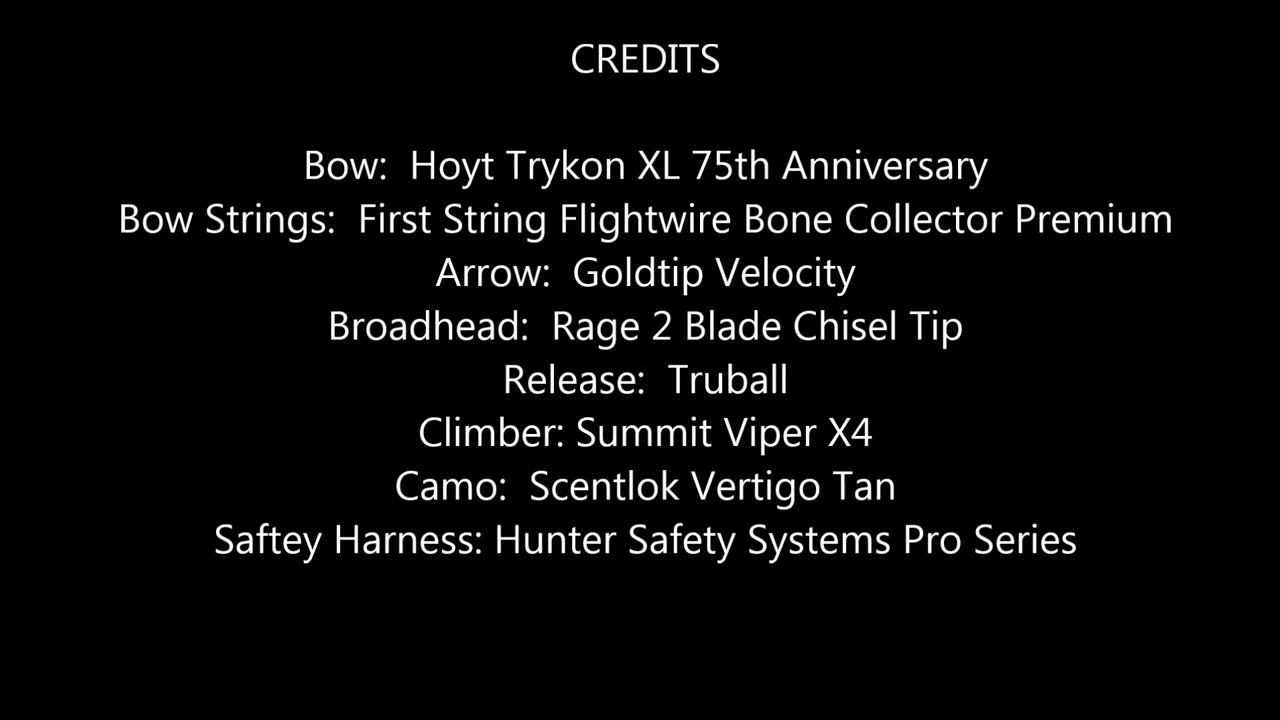 CREDITS
Bow:  Hoyt Trykon XL 75th Anniversary
Bow Strings:  First String Flightwire Bone Collector Premium
Arrow:  Goldtip Velocity
Broadhead:  Rage 2 Blade Chisel Tip
Release:  Truball
Climber: Summit Viper X4
Camo:  Scentlok Vertigo Tan
Saftey Harness: Hunter Safety Systems Pro Series